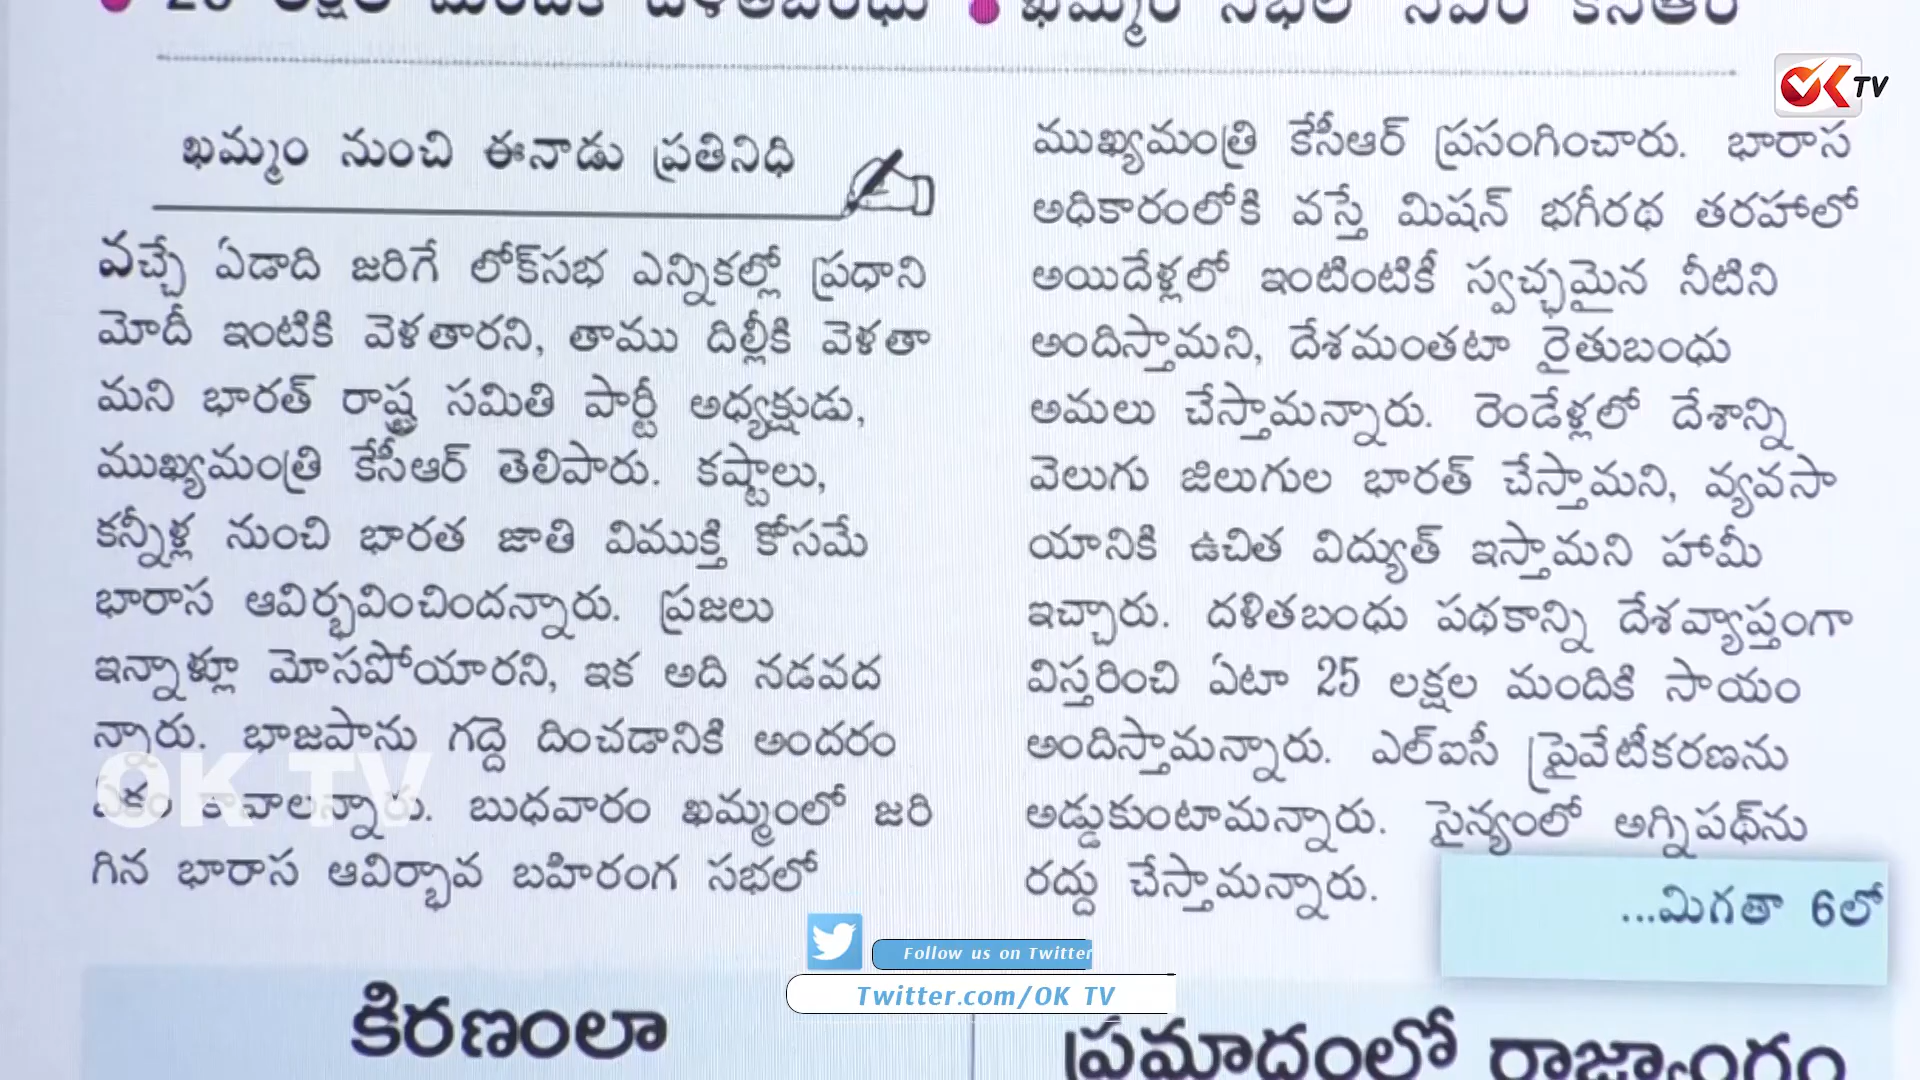 OK TV
ఖమ్మం నుంచి ఈనాడు ప్రతినిధి
వచ్చే ఏడాది జరిగే లోక్‌సభ ఎన్నికల్లో ప్రధాని
మోదీ ఇంటికి వెళతారని, తాము దిల్లీకి వెళతా
మని భారత్ రాష్ట్ర సమితి పార్టీ అధ్యక్షుడు,
ముఖ్యమంత్రి కేసీఆర్ తెలిపారు. కష్టాలు,
కన్నీళ్ల నుంచి భారత జాతి విముక్తి కోసమే
భారాస ఆవిర్భవించిందన్నారు. ప్రజలు
ఇన్నాళ్లూ మోసపోయారని, ఇక అది నడవద
న్నారు. భాజపాను గద్దె దించడానికి అందరం
ఏకం కావాలన్నారు. బుధవారం ఖమ్మంలో జరి
గిన భారాస ఆవిర్భావ బహిరంగ సభలో
OK TV
ముఖ్యమంత్రి కేసీఆర్ ప్రసంగించారు. భారాస
అధికారంలోకి వస్తే మిషన్ భగీరథ తరహాలో
అయిదేళ్లలో ఇంటింటికీ స్వచ్ఛమైన నీటిని
అందిస్తామని, దేశమంతటా రైతుబంధు
అమలు చేస్తామన్నారు. రెండేళ్లలో దేశాన్ని
వెలుగు జిలుగుల భారత్ చేస్తామని, వ్యవసా
యానికి ఉచిత విద్యుత్ ఇస్తామని హామీ
ఇచ్చారు. దళితబంధు పథకాన్ని దేశవ్యాప్తంగా
విస్తరించి ఏటా 25 లక్షల మందికి సాయం
అందిస్తామన్నారు. ఎల్ఐసీ ప్రైవేటీకరణను
అడ్డుకుంటామన్నారు. సైన్యంలో అగ్నిపథ్‌ను
రద్దు చేస్తామన్నారు.
...మిగతా 6లో
Follow us on Twitter
Twitter.com/OK TV
కిరణంలా
ప్రమాదంలో రాజ్యాంగం